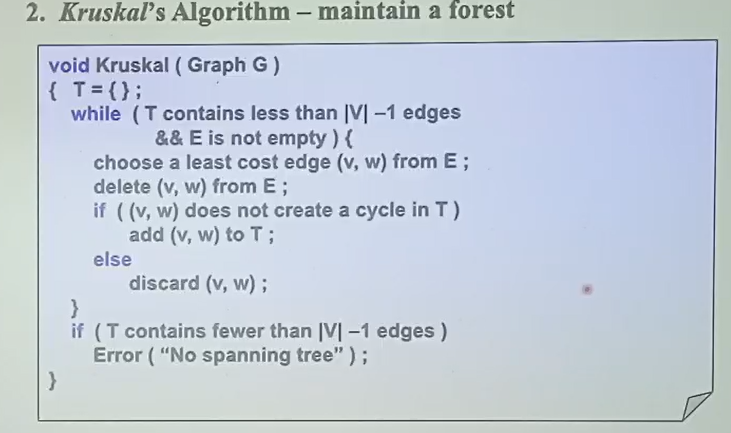 2. Kruskal's Algorithm – maintain a forest
void Kruskal ( Graph G )
{ T = { } ;
while ( T contains less than |V| –1 edges
&& E is not empty ) {
choose a least cost edge (v, w) from E ;
delete (v, w) from E ;
if ( (v, w) does not create a cycle in T )
add (v, w) to T ;
else
discard (v, w) ;
}
if ( T contains fewer than |V| –1 edges )
Error ( “No spanning tree” ) ;
}